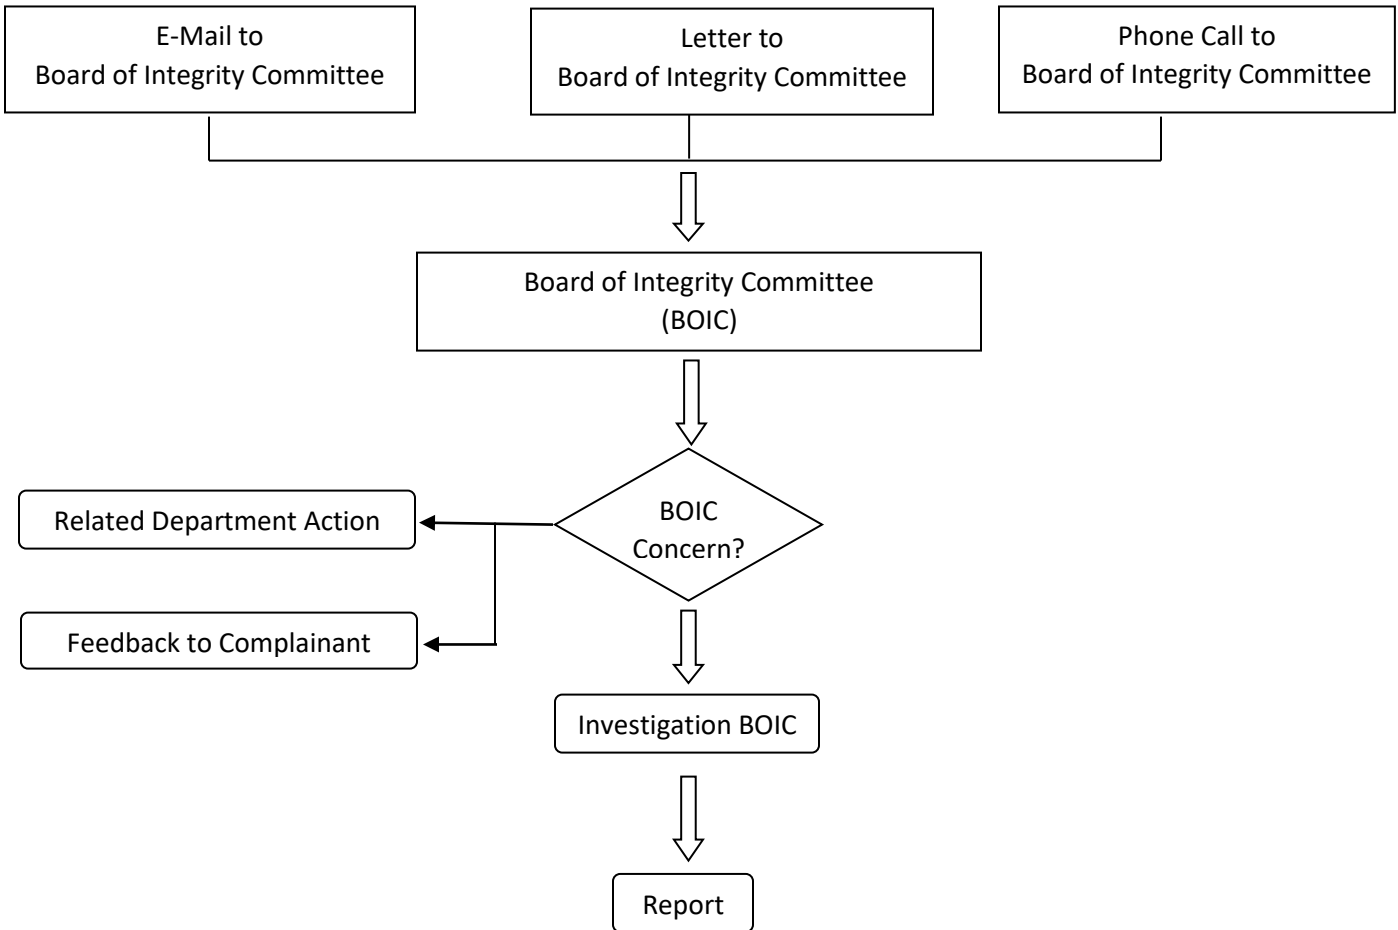 E-Mail to
Board of Integrity Committee
Letter to
Board of Integrity Committee
Phone Call to
Board of Integrity Committee
Board of Integrity Committee
(BOIC)
BOIC
Concern?
Related Department Action
Feedback to Complainant
Investigation BOIC
Report